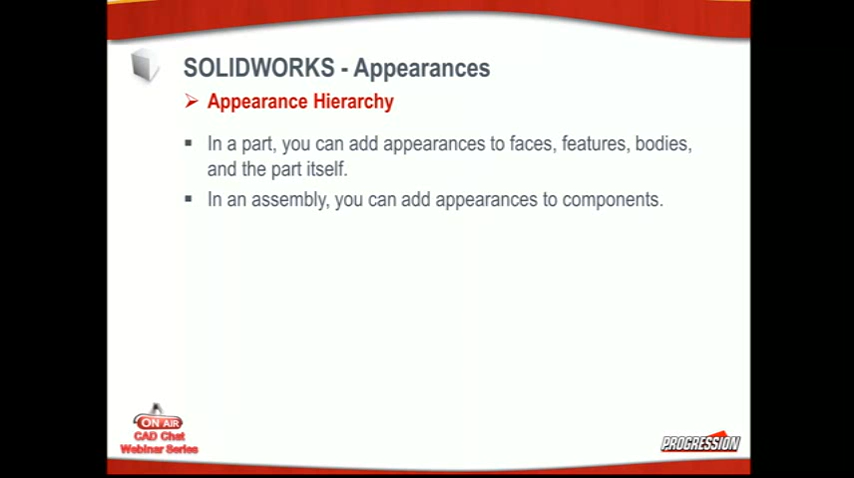 SOLIDWORKS - Appearances
Appearance Hierarchy
In a part, you can add appearances to faces, features, bodies,
and the part itself.
In an assembly, you can add appearances to components.
ON AIR
CAD Chat
Webinar Series
PROGRESSION